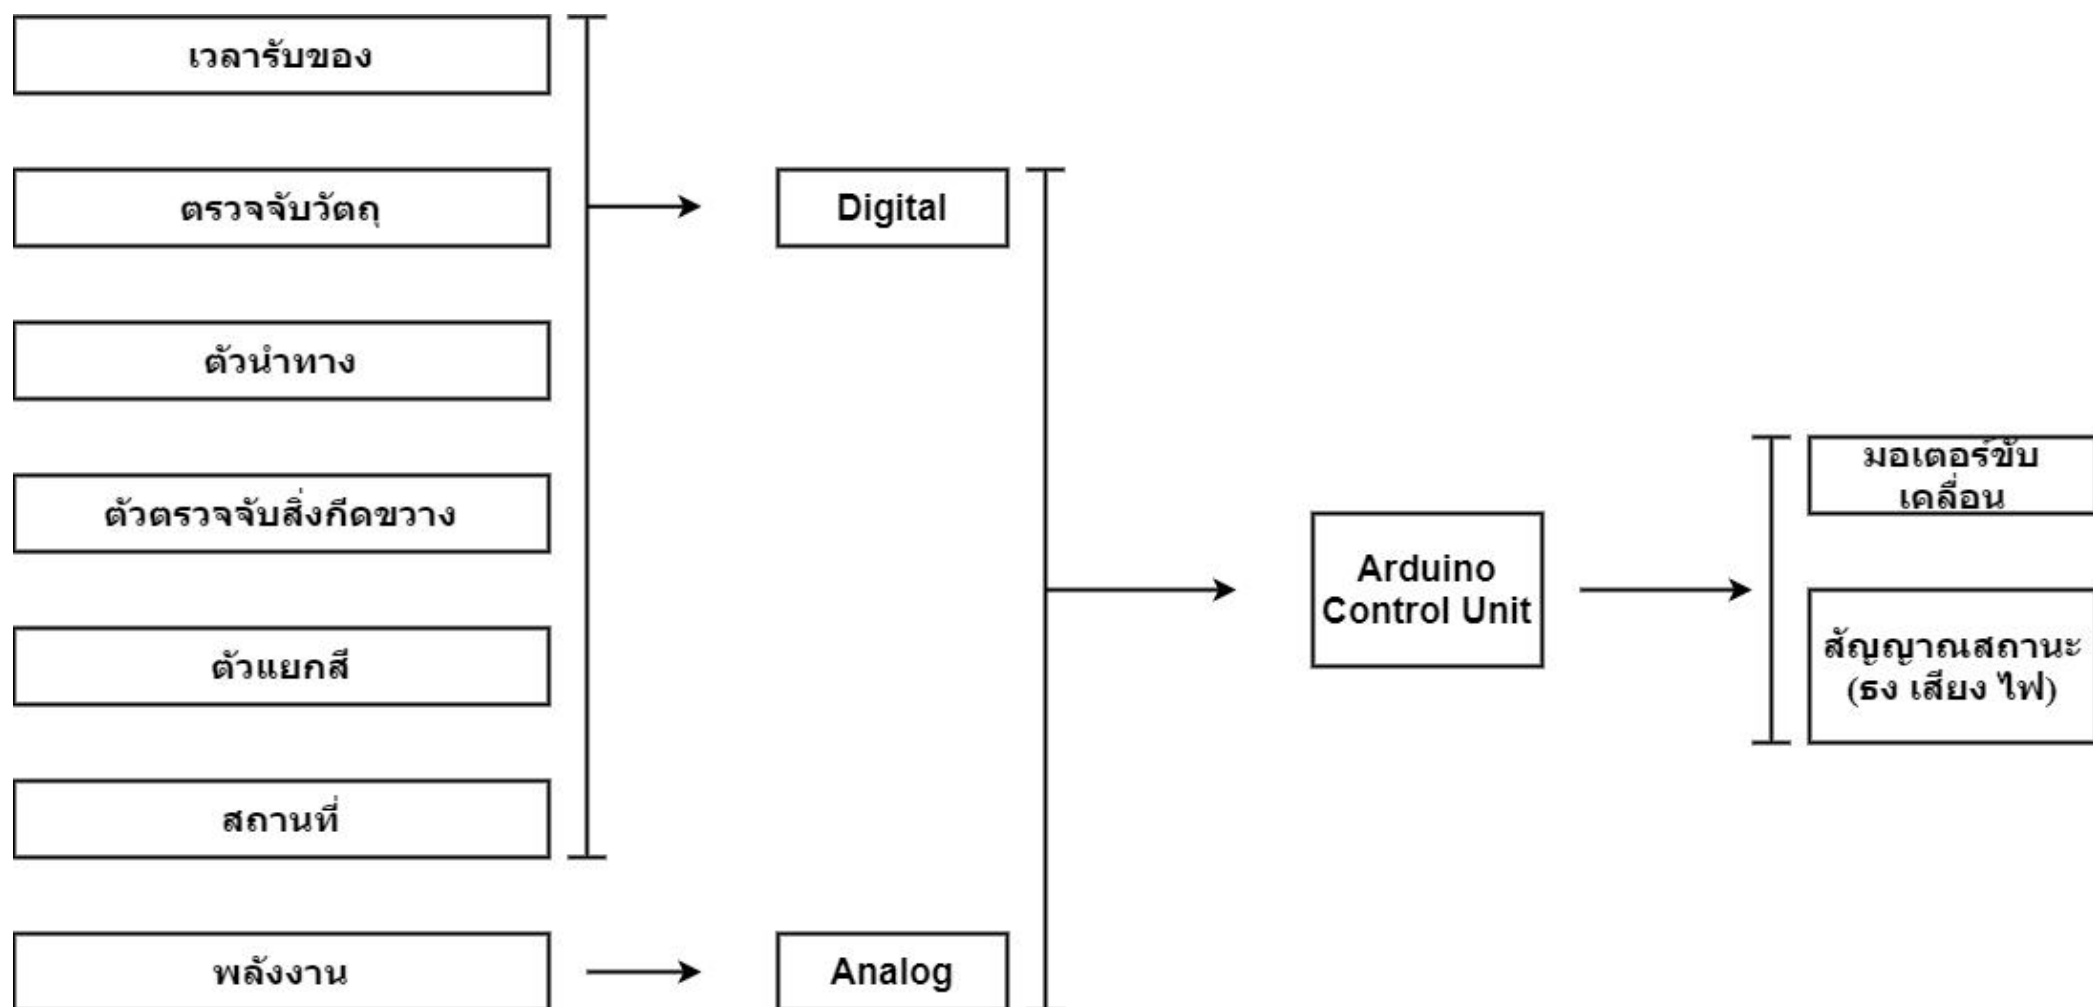 เวลารับของ
ตรวจจับวัตถุ
Digital
ตัวนำทาง
ตัวตรวจจับสิ่งกีดขวาง
ตัวแยกสี
สถานที่
พลังงาน
Analog
Arduino
Control Unit
มอเตอร์ขับ
เคลื่อน
สัญญาณสถานะ
(ธง เสียง ไฟ)